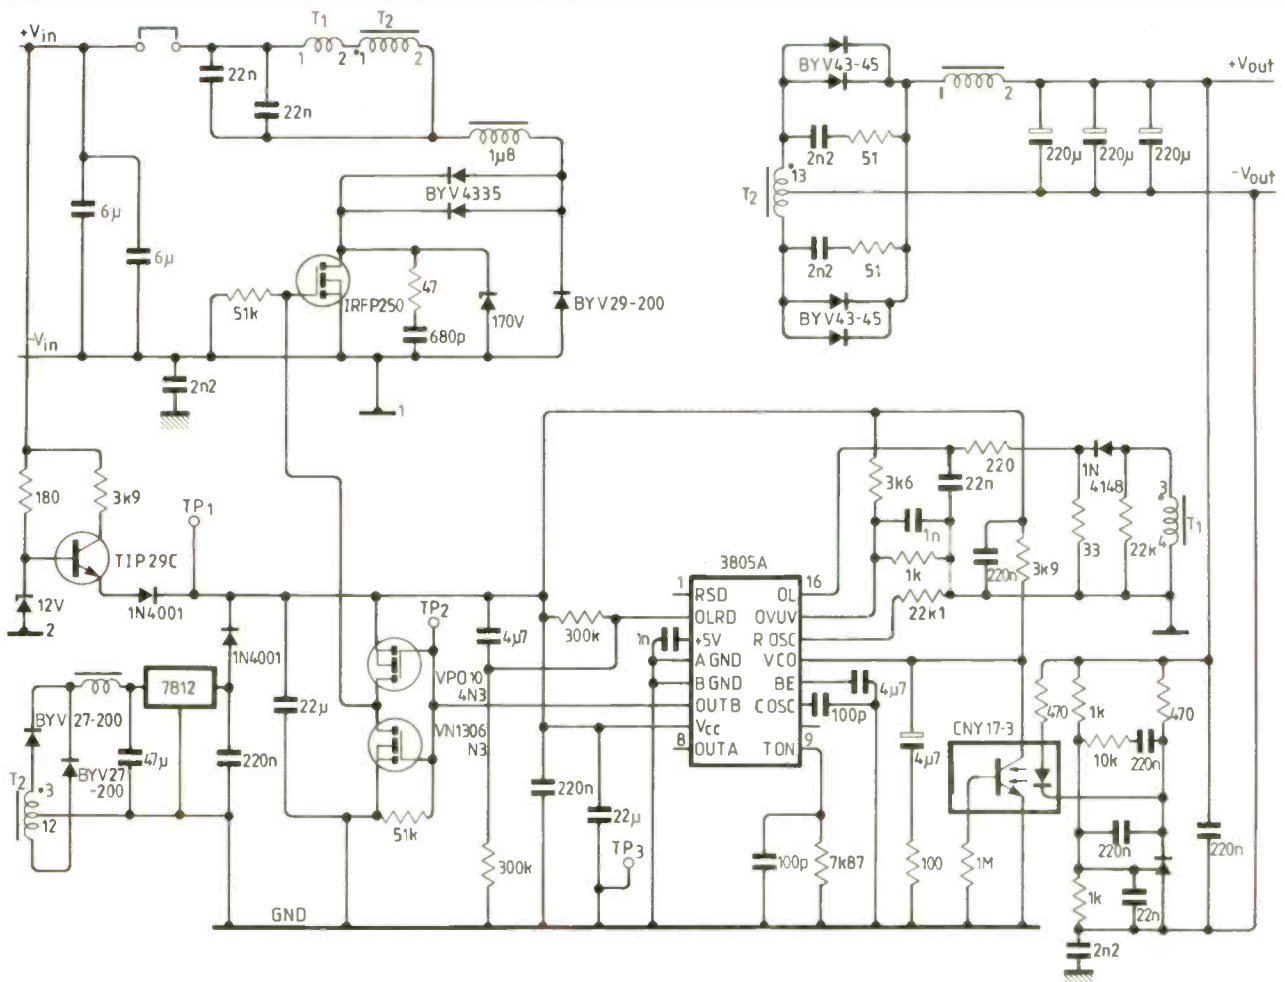 +Vin
T1
T2
1
2
1
2
22n
22n
1μ8
BYV4335
6μ
6μ
51k
IRFP250
47
680p
170V
BYV29-200
-Vin
2n2
1
BYV43-45
1
2
+Vout
2n2
51
220μ
220μ
220μ
13
T2
-Vout
2n2
51
BYV43-45
180
3k9
TP1
TIP29C
12V
2
1N4001
1N4001
TP2
4μ7
300k
VP010
4N3
VN1306
N3
22μ
51k
300k
BYV27-200
7812
BYV27
-200
47μ
220n
T2
3
12
220n
22μ
TP3
GND
3k6
1n
1k
22k1
22n
220
220n
3k9
1N
4148
33
22k
3
4
T1
3805A
1
16
RSD
OL
OLRD
OVUV
+5V
R OSC
A GND
VCO
B GND
BE
OUTB
COSC
Vcc
8
OUTA
TON
9
1n
4μ7
100p
4μ7
100p
7k87
100
1M
CNY17-3
470
1k
470
10k
220n
220n
220n
1k
22n
2n2